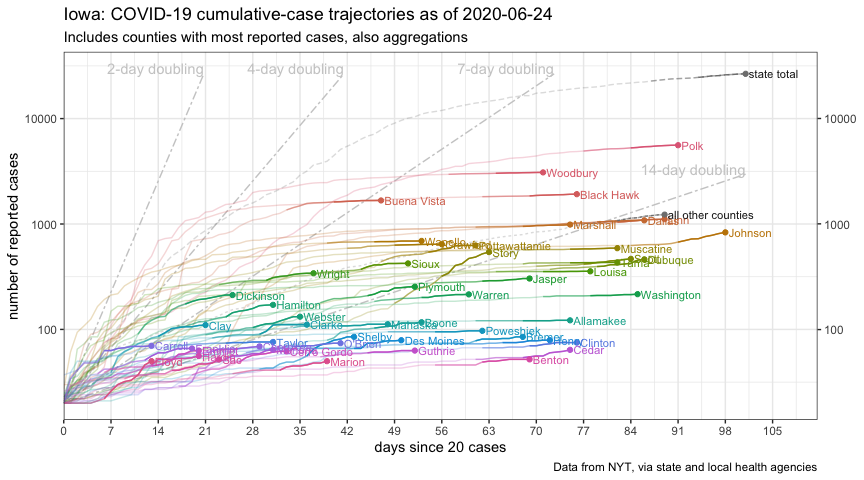 Iowa: COVID-19 cumulative-case trajectories as of 2020-06-24
Includes counties with most reported cases, also aggregations
2-day doubling
4-day doubling
7-day doubling
14-day doubling
state total
Polk
Woodbury
Black Hawk
Buena Vista
all other counties
Marshall
Johnson
Wapello
Pottawattamie
Muscatine
Story
Dubuque
Sioux
Louisa
Wright
Jasper
Plymouth
Dickinson
Warren
Washington
Hamilton
Webster
Allamakee
Clay
Clarke
Mahaska
Boone
Poweshiek
Shelby
Bremer
Des Moines
Henry
Clinton
Taylor
O'Brien
Carroll
Guthrie
Cedar
Cerro Gordo
Floyd
Marion
Benton
10000
1000
100
10000
1000
100
number of reported cases
0 7 14 21 28 35 42 49 56 63 70 77 84 91 98 105
days since 20 cases
Data from NYT, via state and local health agencies